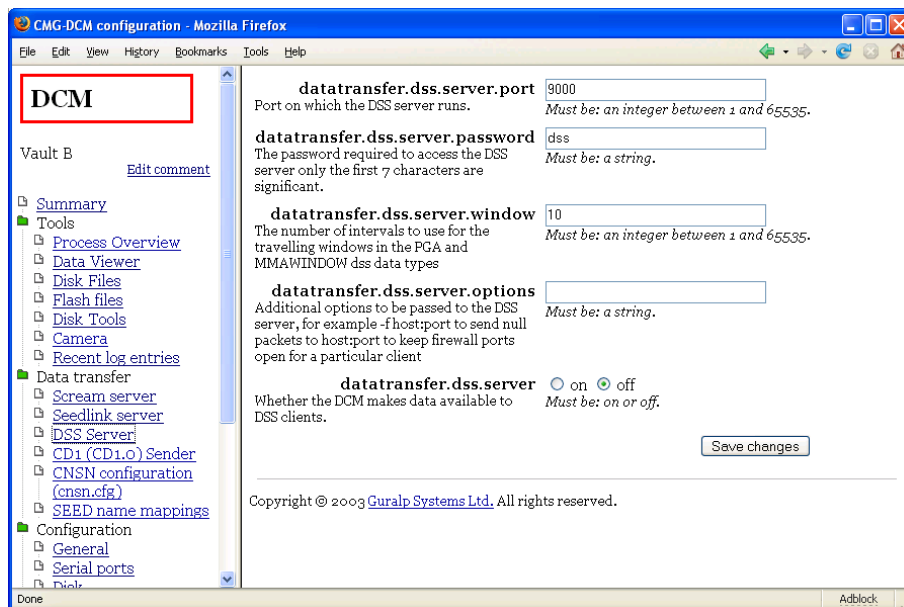 CMG-DCM configuration - Mozilla Firefox
File Edit View History Bookmarks Tools Help
DCM
Vault B
Edit comment
Summary
Tools
Process Overview
Data Viewer
Disk Files
Flash files
Disk Tools
Camera
Recent log entries
Data transfer
Scream server
Seedlink server
DSS Server
CD1 (CD1.0) Sender
CNSN configuration
(cnsn.cfg)
SEED name mappings
Configuration
General
Serial ports
Disk
datatransfer.dss.server.port 9000
Port on which the DSS server runs. Must be: an integer between 1 and 65535.
datatransfer.dss.server.password dss
The password required to access the DSS Must be: a string.
server only the first 7 characters are
significant.
datatransfer.dss.server.window 10
The number of intervals to use for the Must be: an integer between 1 and 65535.
travelling windows in the PGA and
MMAWINDOW dss data types
datatransfer.dss.server.options
Additional options to be passed to the DSS Must be: a string.
server, for example -f host:port to send null
packets to host:port to keep firewall ports
open for a particular client
datatransfer.dss.server on off
Whether the DCM makes data available to Must be: on or off.
DSS clients.
Save changes
Copyright © 2003 Guralp Systems Ltd. All rights reserved.
Done Adblock